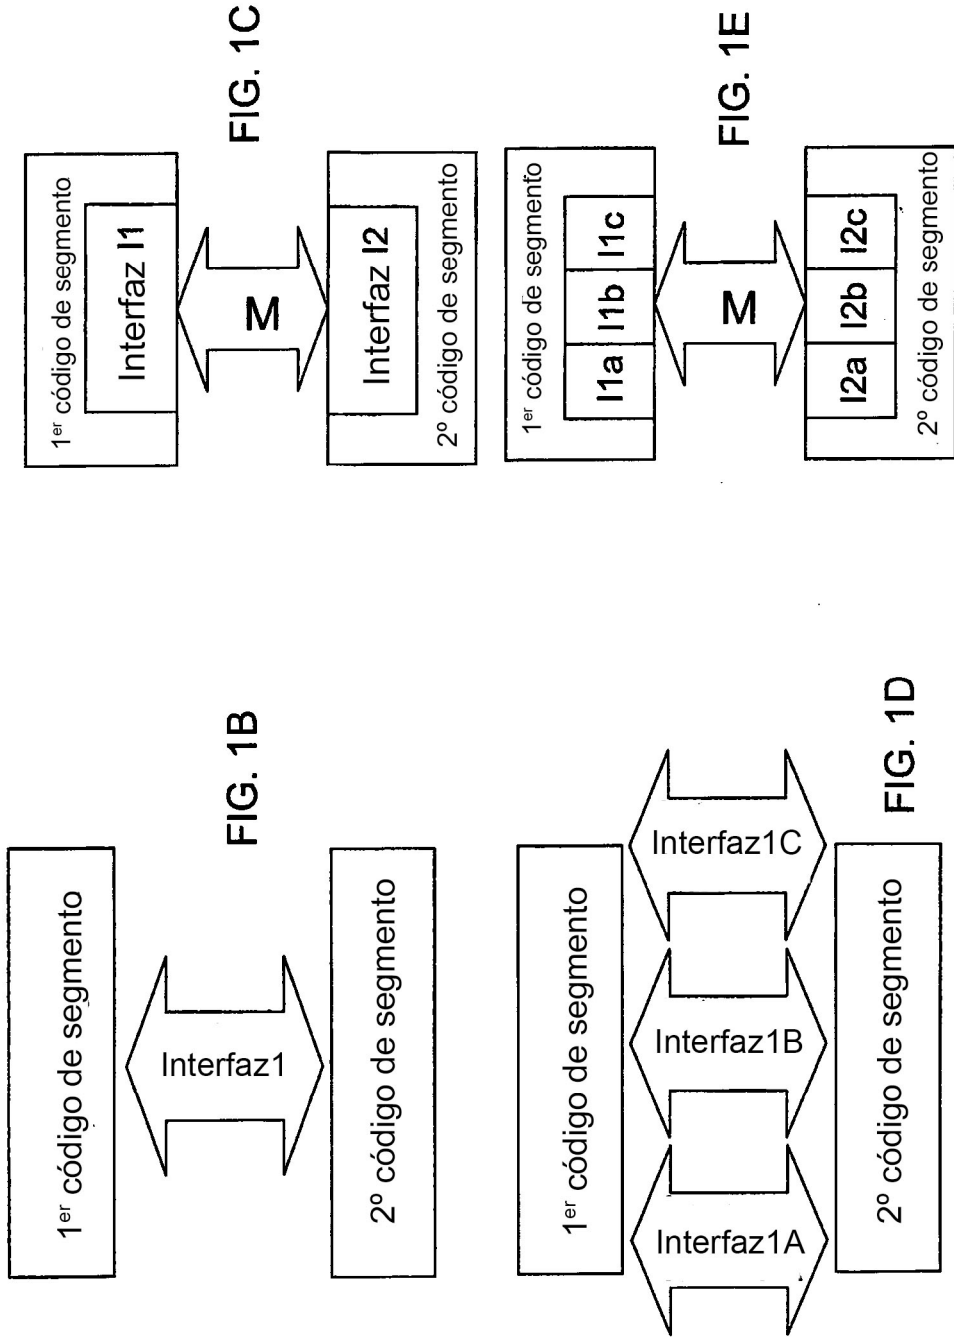 1er código de segmento
Interfaz1
2º código de segmento
FIG. 1B
1er código de segmento
Interfaz I1
M
Interfaz I2
2º código de segmento
FIG. 1C
1er código de segmento
Interfaz1A
Interfaz1B
Interfaz1C
2º código de segmento
FIG. 1D
1er código de segmento
I1a I1b I1c
M
I2a I2b I2c
2º código de segmento
FIG. 1E